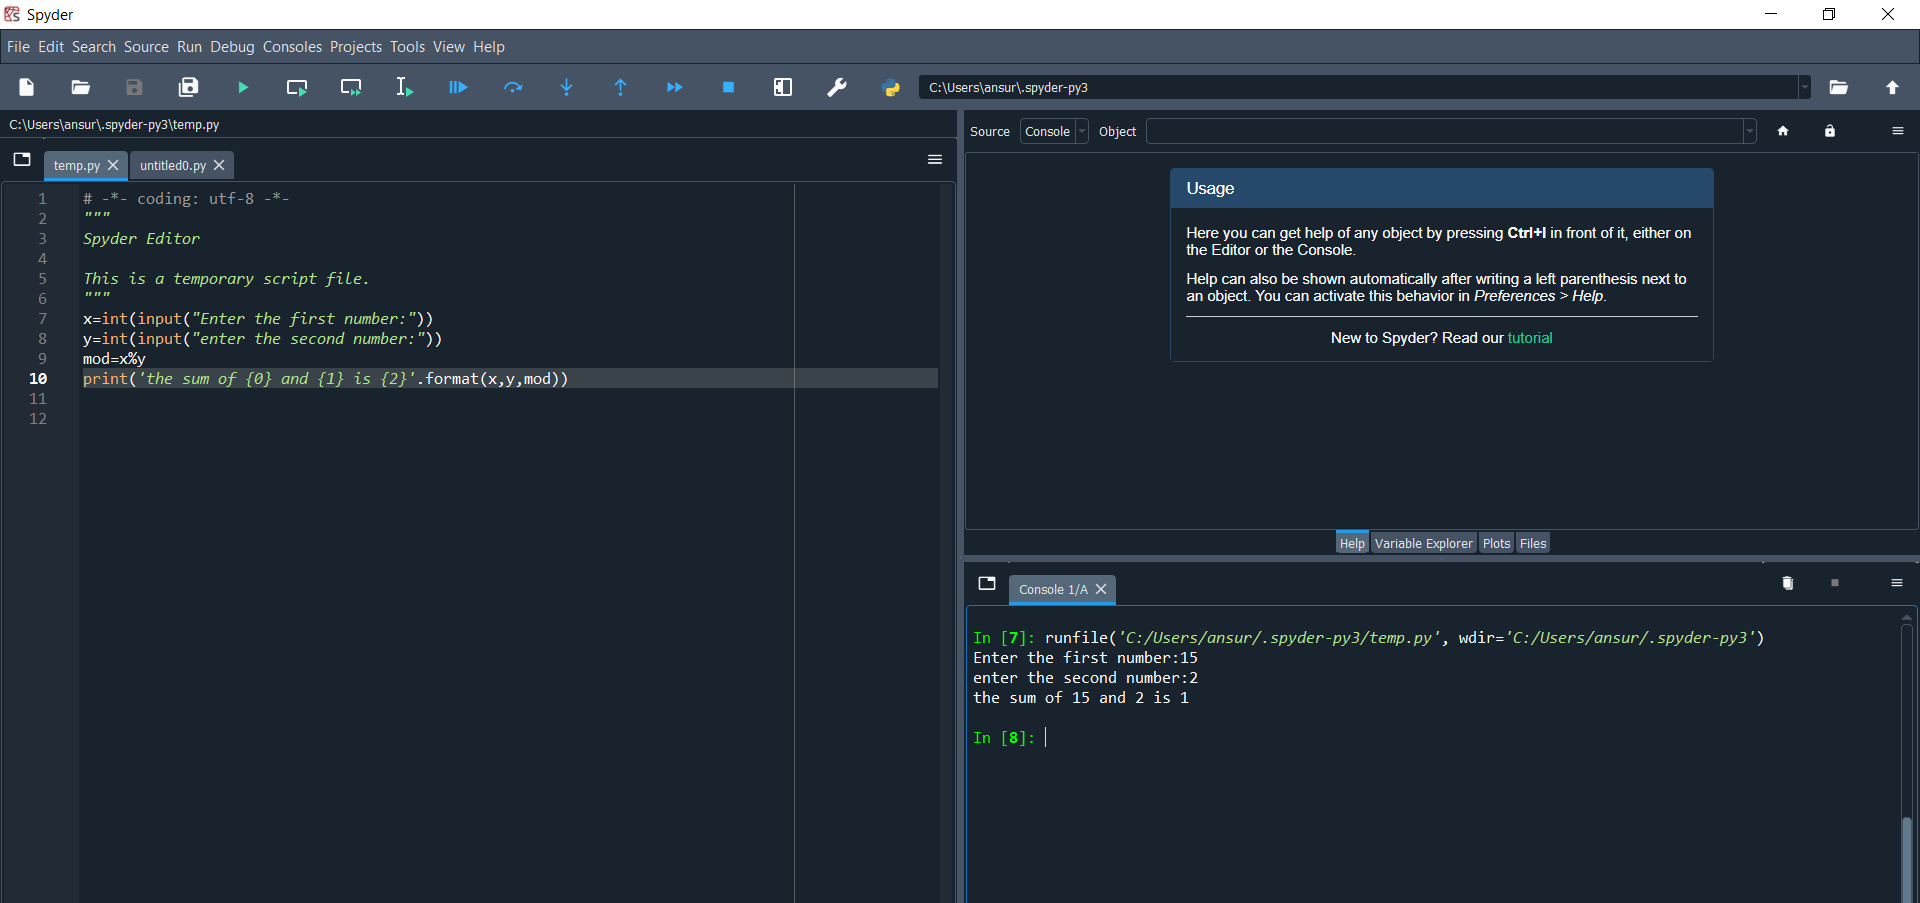 Spyder
File Edit Search Source Run Debug Consoles Projects Tools View Help
C:\Users\ansur\.spyder-py3
C:\Users\ansur\.spyder-py3\temp.py
temp.py untitled0.py
1 # -*- coding: utf-8 -*-
2 """
3 Spyder Editor
4
5 This is a temporary script file.
6 """
7 x=int(input("Enter the first number:"))
8 y=int(input("enter the second number:"))
9 mod=x%y
10 print('the sum of {0} and {1} is {2}'.format(x,y,mod))
11
12
Source Console Object
Usage
Here you can get help of any object by pressing Ctrl+I in front of it, either on
the Editor or the Console.
Help can also be shown automatically after writing a left parenthesis next to
an object. You can activate this behavior in Preferences > Help.
New to Spyder? Read our tutorial
Help Variable Explorer Plots Files
Console 1/A
In [7]: runfile('C:/Users/ansur/.spyder-py3/temp.py', wdir='C:/Users/ansur/.spyder-py3')
Enter the first number:15
enter the second number:2
the sum of 15 and 2 is 1
In [8]: